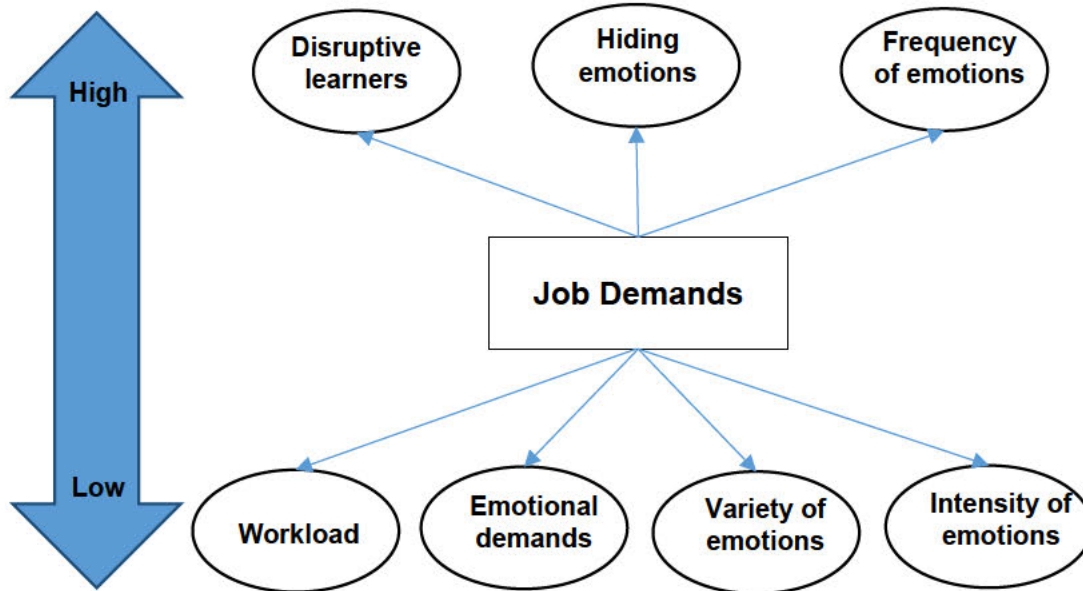 High
Disruptive
learners
Hiding
emotions
Frequency
of emotions
Job Demands
Low
Workload
Emotional
demands
Variety of
emotions
Intensity of
emotions